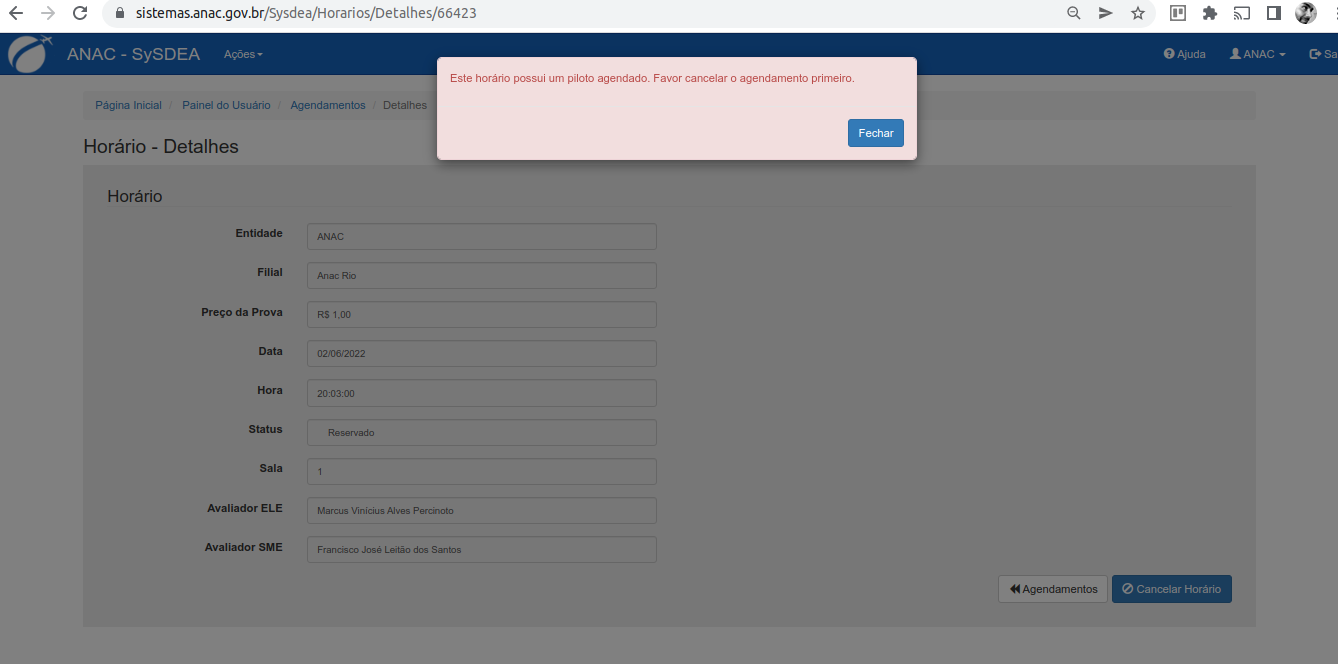 sistemas.anac.gov.br/Sysdea/Horarios/Detalhes/66423
ANAC - SySDEA Ações Ajuda ANAC Sa
Este horário possui um piloto agendado. Favor cancelar o agendamento primeiro.
Fechar
Página Inicial / Painel do Usuário / Agendamentos / Detalhes
Horário - Detalhes
Horário
Entidade ANAC
Filial Anac Rio
Preço da Prova R$ 1,00
Data 02/06/2022
Hora 20:03:00
Status Reservado
Sala 1
Avaliador ELE Marcus Vinícius Alves Percinoto
Avaliador SME Francisco José Leitão dos Santos
Agendamentos Cancelar Horário